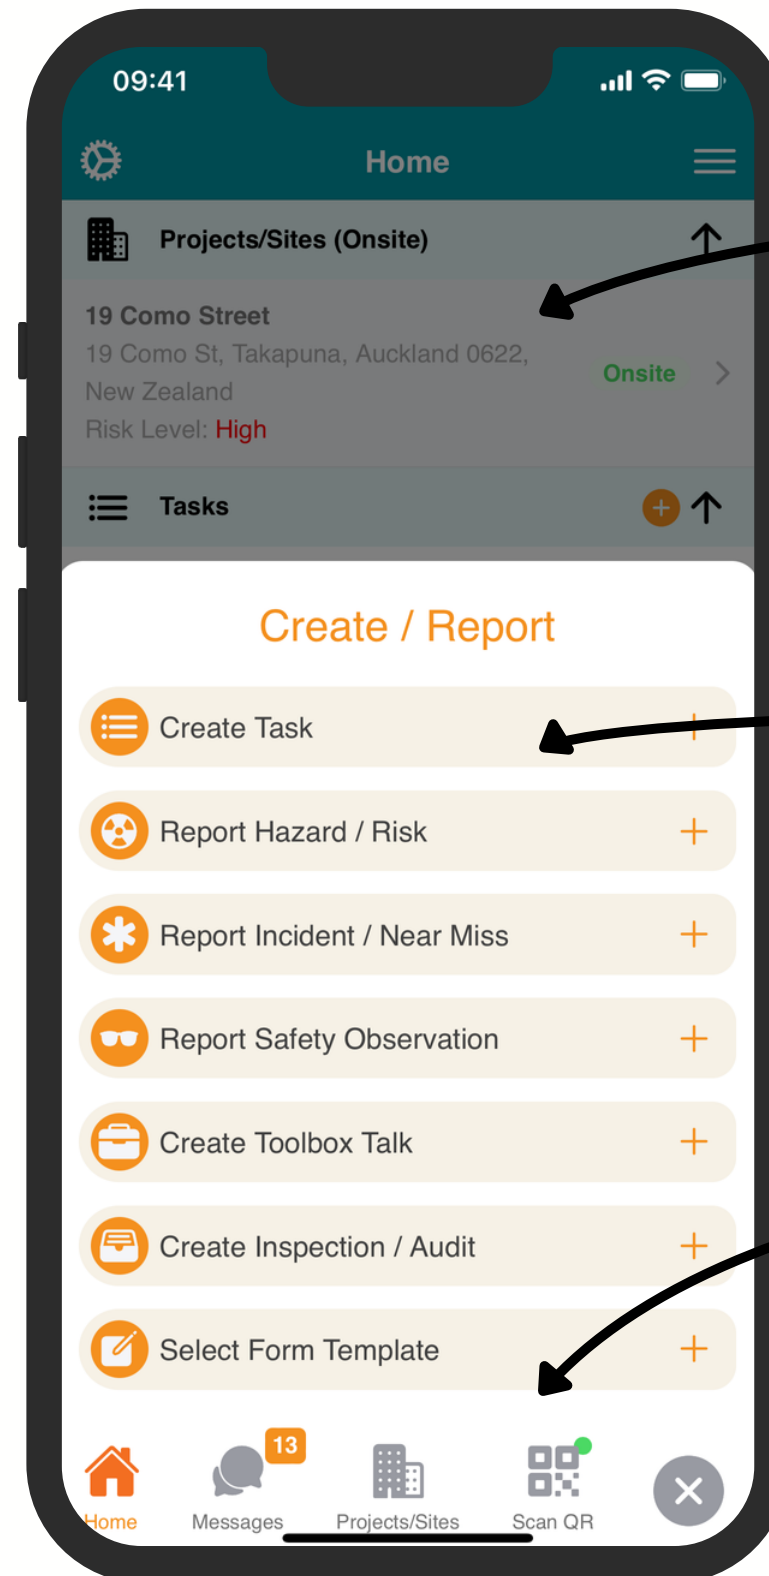 09:41
Home
Projects/Sites (Onsite)
19 Como Street
19 Como St, Takapuna, Auckland 0622,
New Zealand
Onsite
Risk Level: High
Tasks
Create / Report
Create Task
Report Hazard / Risk
Report Incident / Near Miss
Report Safety Observation
Create Toolbox Talk
Create Inspection / Audit
Select Form Template
13
Home
Messages
Projects/Sites
Scan QR